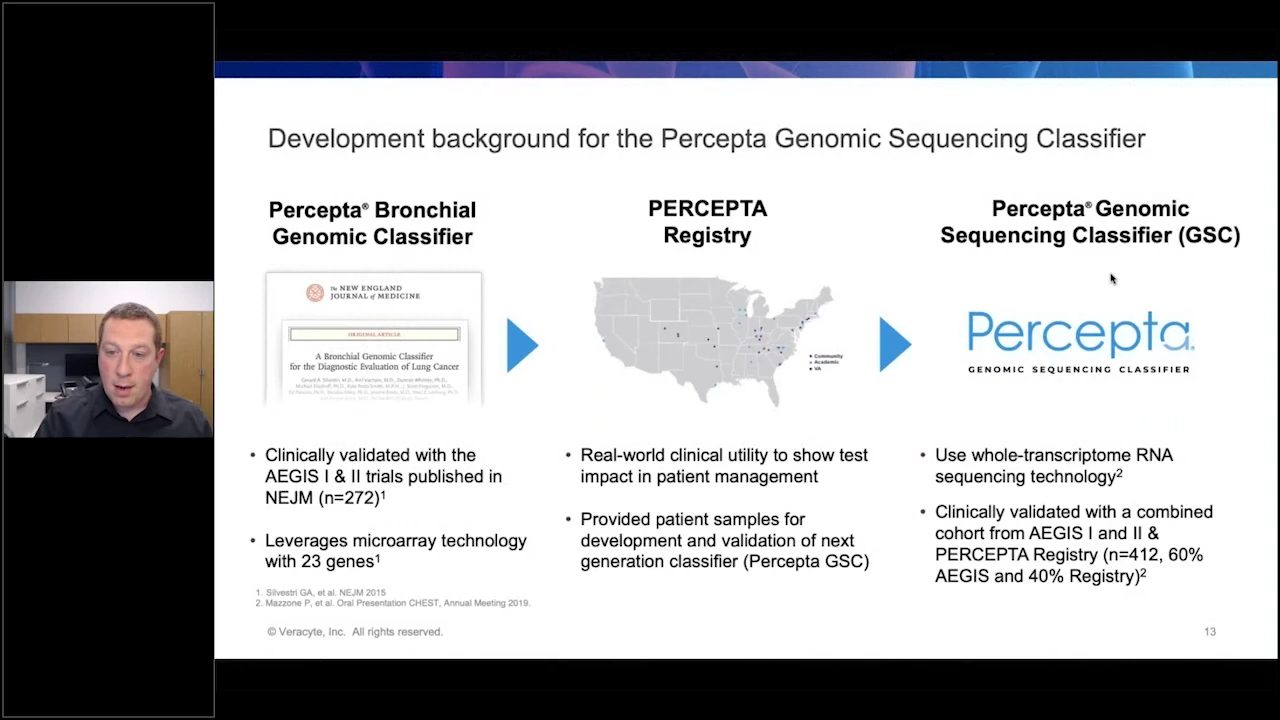 Development background for the Percepta Genomic Sequencing Classifier
Percepta® Bronchial
Genomic Classifier
The NEW ENGLAND
JOURNAL of MEDICINE
ORIGINAL ARTICLE
A Bronchial Genomic Classifier
for the Diagnostic Evaluation of Lung Cancer
• Clinically validated with the
AEGIS I & II trials published in
NEJM (n=272)¹
• Leverages microarray technology
with 23 genes¹
PERCEPTA
Registry
Community
Academic
VA
• Real-world clinical utility to show test
impact in patient management
• Provided patient samples for
development and validation of next
generation classifier (Percepta GSC)
Percepta® Genomic
Sequencing Classifier (GSC)
Percepta®
GENOMIC SEQUENCING CLASSIFIER
• Use whole-transcriptome RNA
sequencing technology²
• Clinically validated with a combined
cohort from AEGIS I and II &
PERCEPTA Registry (n=412, 60%
AEGIS and 40% Registry)²
1. Silvestri GA, et al. NEJM 2015
2. Mazzone P, et al. Oral Presentation CHEST, Annual Meeting 2019.
© Veracyte, Inc. All rights reserved.
13